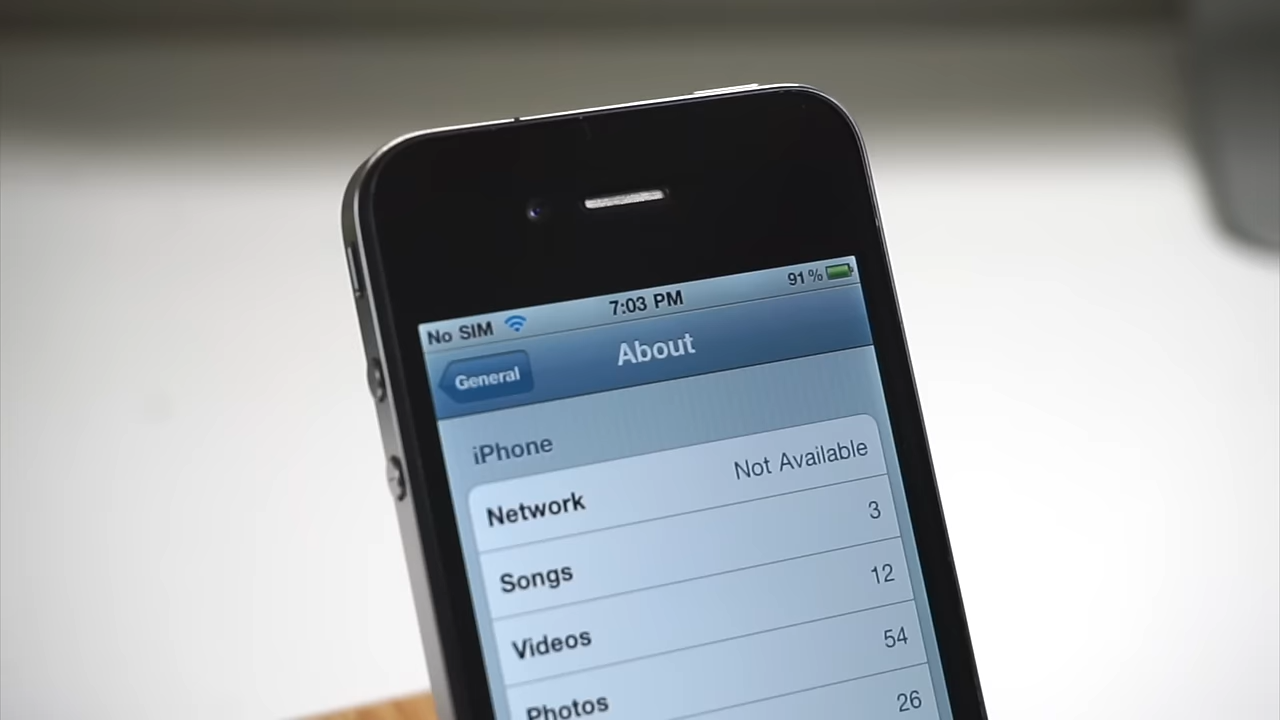 No SIM 7:03 PM 91%
General About
iPhone
Network Not Available
Songs 3
Videos 12
Photos 54
26